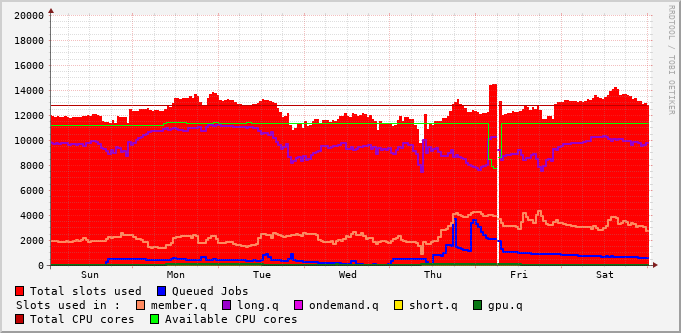 20000
18000
16000
14000
12000
10000
8000
6000
4000
2000
0
Sun Mon Tue Wed Thu Fri Sat
RRDTOOL / TOBI OETIKER
Total slots used Queued Jobs
Slots used in : member.q long.q ondemand.q short.q gpu.q
Total CPU cores Available CPU cores